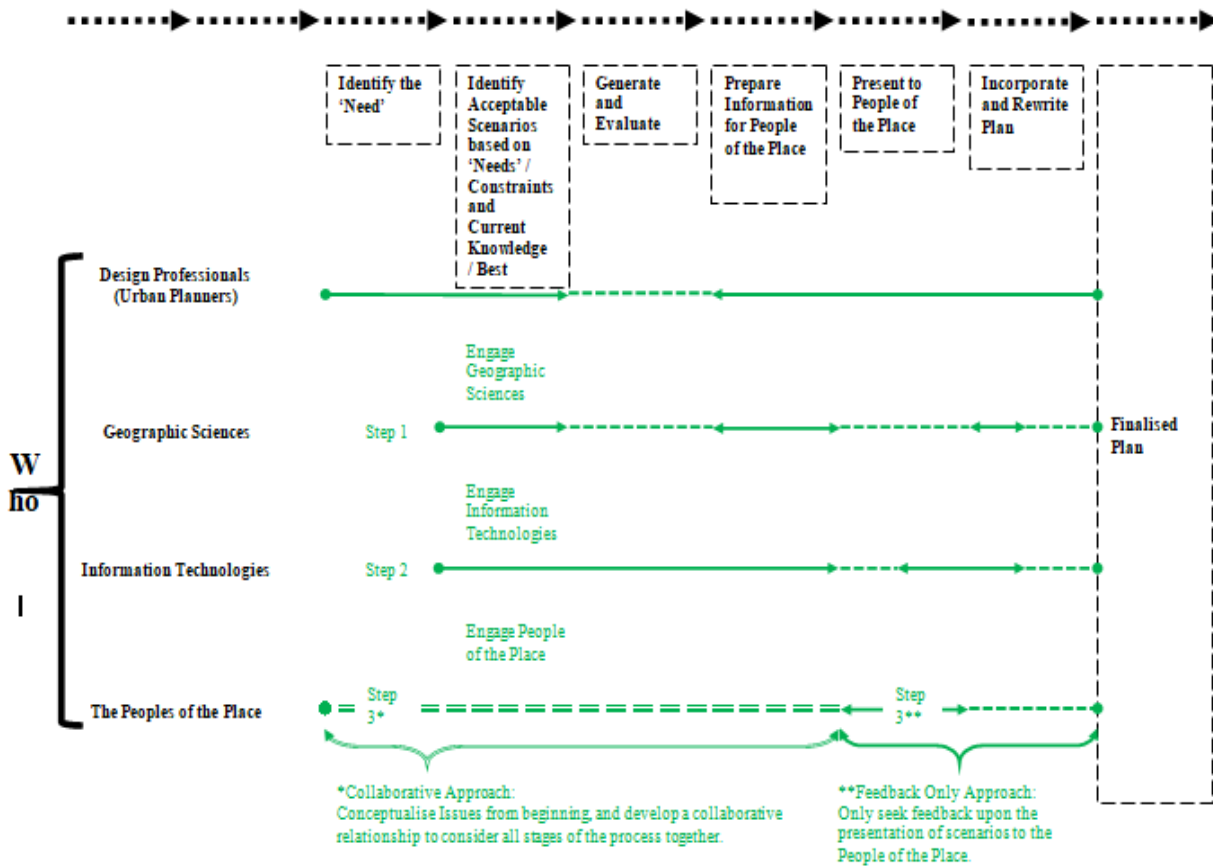 Identify the
‘Need’
Identify
Acceptable
Scenarios
based on
‘Needs’ /
Constraints
and
Current
Knowledge
/ Best
Generate
and
Evaluate
Prepare
Information
for People
of the Place
Present to
People of
the Place
Incorporate
and Rewrite
Plan
Design Professionals
(Urban Planners)
Engage
Geographic
Sciences
Geographic Sciences
Step 1
Finalised
Plan
W
ho
Engage
Information
Technologies
Information Technologies
Step 2
Engage People
of the Place
The Peoples of the Place
Step
3*
Step
3**
*Collaborative Approach:
Conceptualise Issues from beginning, and develop a collaborative
relationship to consider all stages of the process together.
**Feedback Only Approach:
Only seek feedback upon the
presentation of scenarios to the
People of the Place.